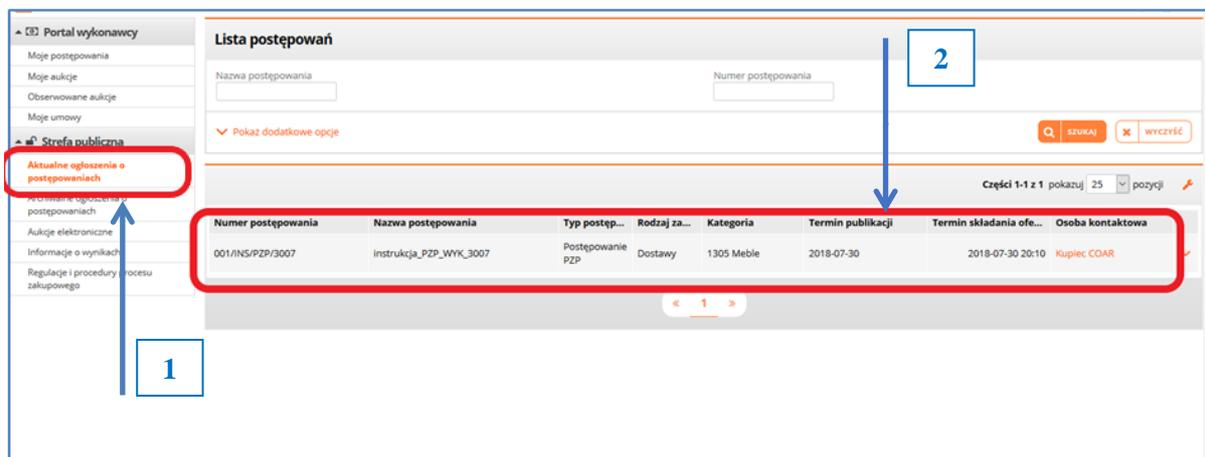 Portal wykonawcy
Moje postępowania
Moje aukcje
Obserwowane aukcje
Moje umowy
Strefa publiczna
Aktualne ogłoszenia o
postępowaniach
Archiwalne ogłoszenia o
postępowaniach
Aukcje elektroniczne
Informacje o wynikach
Regulacje i procedury procesu
zakupowego
1
Lista postępowań
2
Nazwa postępowania Numer postępowania
Pokaż dodatkowe opcje SZUKAJ WYCZYŚĆ
Części 1-1 z 1 pokazuj 25 pozycji
Numer postępowania Nazwa postępowania Typ postęp... Rodzaj za... Kategoria Termin publikacji Termin składania ofe... Osoba kontaktowa
001/INS/PZP/3007 instrukcja_PZP_WYK_3007 Postępowanie PZP Dostawy 1305 Meble 2018-07-30 2018-07-30 20:10 Kupiec COAR
« 1 »